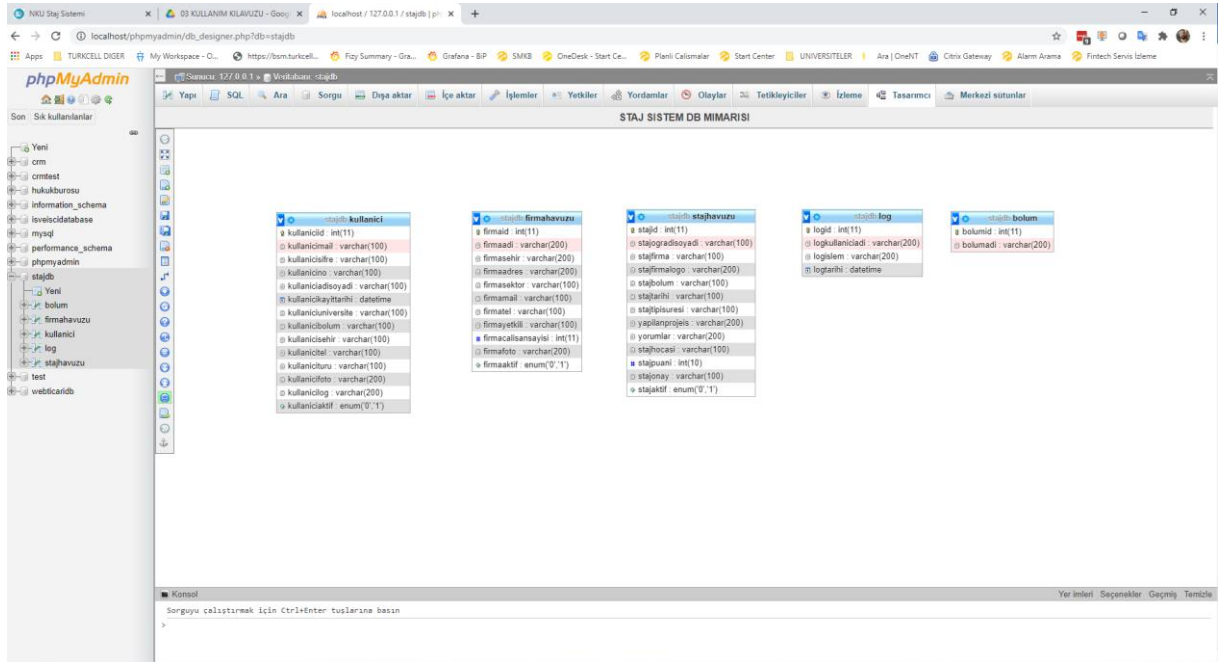 NKU Staj Sistemi
03 KULLANIM KILAVUZU - Goog
localhost / 127.0.0.1 / stajdb | ph
localhost/phpmyadmin/db_designer.php?db=stajdb
Apps
TURKCELL DIGER
My Workspace - O...
https://bsm.turkcell...
Fizy Summary - Gra...
Grafana - BiP
SMKB
OneDesk - Start Ce...
Planli Calismalar
Start Center
UNIVERSITELER
Ara | OneNT
Citrix Gateway
Alarm Arama
Fintech Servis İzleme
phpMyAdmin
Son Sık kullanılanlar
Yeni
crm
crmtest
hukukburosu
information_schema
isveiscidatabase
mysql
performance_schema
phpmyadmin
stajdb
Yeni
bolum
firmahavuzu
kullanici
log
stajhavuzu
test
webticaridb
Sunucu: 127.0.0.1 » Veritabanı: stajdb
Yapı SQL Ara Sorgu Dışa aktar İçe aktar İşlemler Yetkiler Yordamlar Olaylar Tetikleyiciler İzleme Tasarımcı Merkezi sütunlar
STAJ SISTEM DB MIMARISI
stajdb kullanici
kullaniciid : int(11)
kullanicimail : varchar(100)
kullanicisifre : varchar(100)
kullanicino : varchar(100)
kullaniciadisoyadi : varchar(100)
kullanicikayittarihi : datetime
kullaniciuniversite : varchar(100)
kullanicibolum : varchar(100)
kullanicisehir : varchar(100)
kullanicitel : varchar(100)
kullanicituru : varchar(100)
kullanicifoto : varchar(200)
kullanicilog : varchar(200)
kullaniciaktif : enum('0','1')
stajdb firmahavuzu
firmaid : int(11)
firmaadi : varchar(200)
firmasehir : varchar(200)
firmaadres : varchar(200)
firmasektor : varchar(100)
firmamail : varchar(100)
firmatel : varchar(100)
firmayetkili : varchar(100)
firmacalisansayisi : int(11)
firmafoto : varchar(200)
firmaaktif : enum('0','1')
stajdb stajhavuzu
stajid : int(11)
stajogradisoyadi : varchar(100)
stajfirma : varchar(100)
stajfirmalogo : varchar(200)
stajbolum : varchar(100)
stajtarihi : varchar(100)
stajtipisuresi : varchar(100)
yapilanprojeis : varchar(200)
yorumlar : varchar(200)
stajhocasi : varchar(100)
stajpuani : int(10)
stajonay : varchar(100)
stajaktif : enum('0','1')
stajdb log
logid : int(11)
logkullaniciadi : varchar(200)
logislem : varchar(200)
logtarihi : datetime
stajdb bolum
bolumid : int(11)
bolumadi : varchar(200)
Konsol
Yer imleri Seçenekler Geçmiş Temizle
Sorguyu çalıştırmak için Ctrl+Enter tuşlarına basın
>